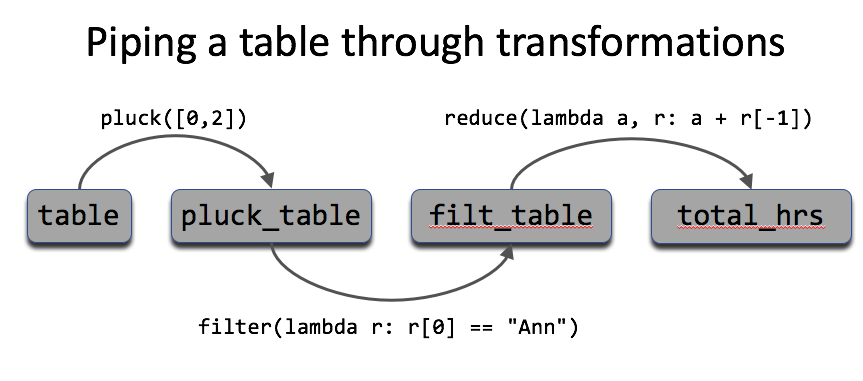 Piping a table through transformations
pluck([0,2])
reduce(lambda a, r: a + r[-1])
table
pluck_table
filt_table
total_hrs
filter(lambda r: r[0] == "Ann")